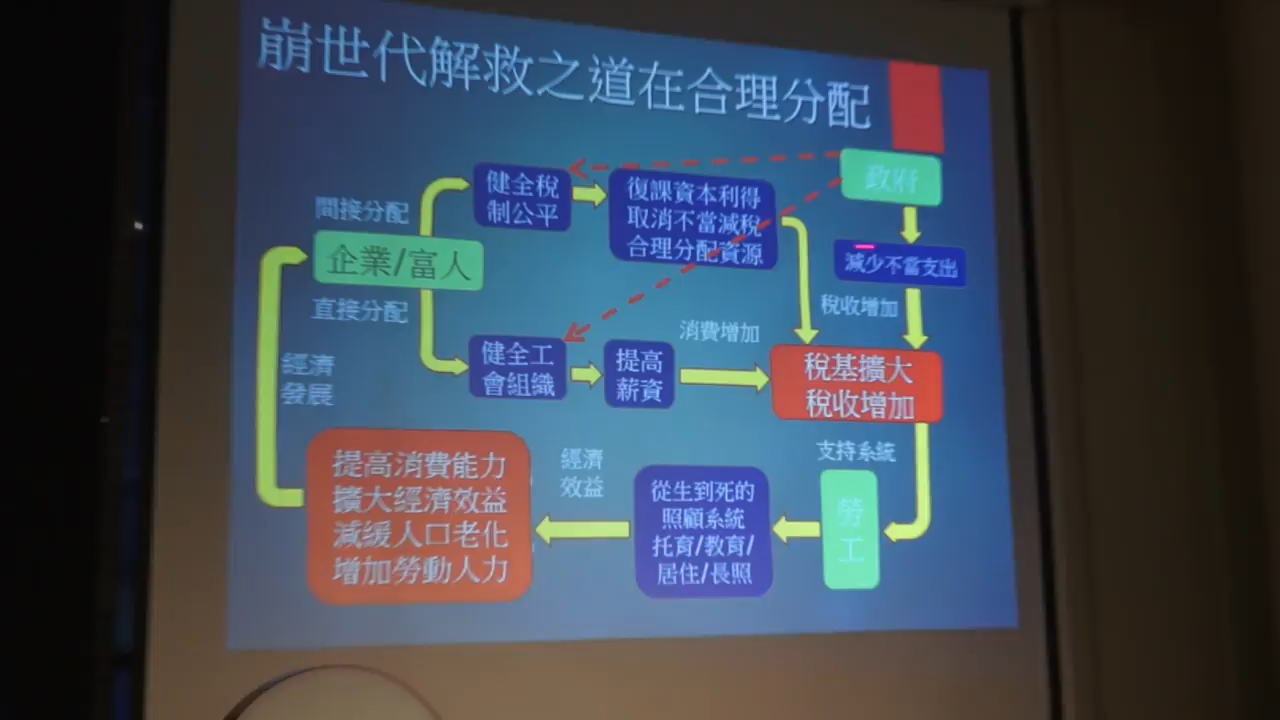 崩世代解救之道在合理分配
政府
間接分配
健全稅
制公平
復課資本利得
取消不當減稅
合理分配資源
企業/富人
減少不當支出
直接分配
稅收增加
消費增加
健全工
會組織
提高
薪資
稅基擴大
稅收增加
經濟
發展
支持系統
提高消費能力
擴大經濟效益
減緩人口老化
增加勞動人力
經濟
效益
從生到死的
照顧系統
托育/教育/
居住/長照
勞
工